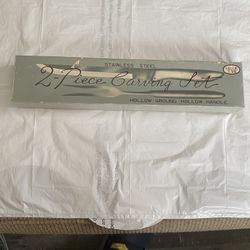 STAINLESS STEEL
2-Piece Carving Set
HOLLOW GROUND HOLLOW HANDLE